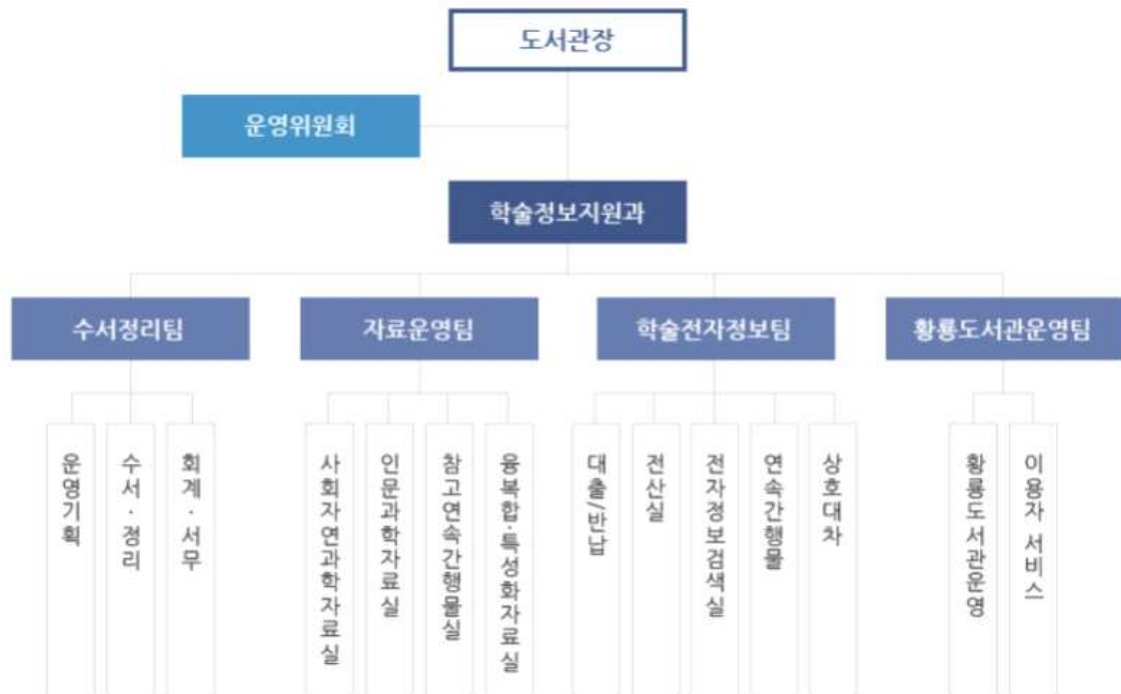 도서관장
운영위원회
학술정보지원과
수서정리팀
자료운영팀
학술전자정보팀
황룡도서관운영팀
운영기획
수서·정리
회계·서무
사회자연과학자료실
인문과학자료실
참고연속간행물실
융복합·특성화자료실
대출/반납
전산실
전자정보검색실
연속간행물
상호대차
황룡도서관운영
이용자 서비스